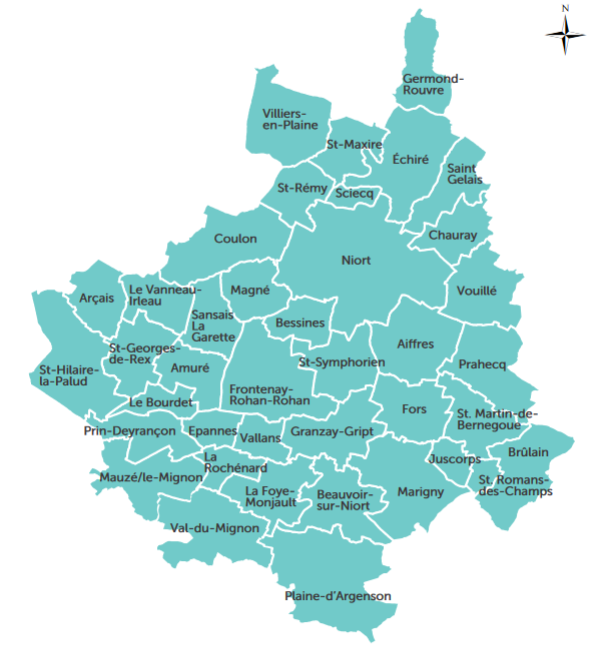 N
Germond-
Rouvre
Villiers-
en-Plaine
St-Maxire
Échiré
Saint
Gelais
St-Rémy
Sciecq
Chauray
Coulon
Niort
Vouillé
Le Vanneau-
Irleau
Magné
Arçais
Sansais
La
Garette
Bessines
Aiffres
St-Georges-
de-Rex
St-Symphorien
Prahecq
St-Hilaire-
la-Palud
Amuré
Frontenay-
Rohan-Rohan
Le Bourdet
Fors
St. Martin-de-
Bernegoue
Prin-Deyrançon
Epannes
Vallans
Granzay-Gript
Brûlain
La
Rochénard
Juscorps
Mauzé/le-Mignon
St. Romans-
des-Champs
La Foye-
Monjault
Beauvoir-
sur-Niort
Marigny
Val-du-Mignon
Plaine-d'Argenson